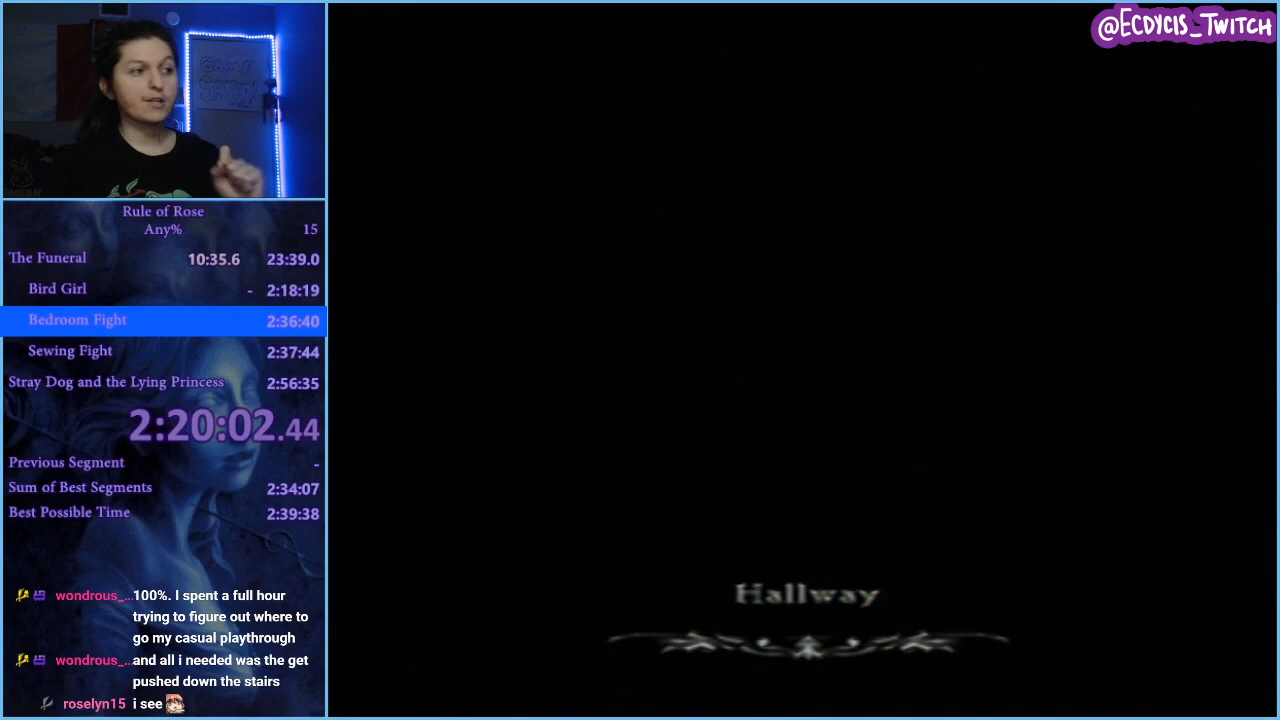 @Ecdycis_Twitch
Rule of Rose
Any%
15
The Funeral 10:35.6 23:39.0
Bird Girl - 2:18:19
Bedroom Fight 2:36:40
Sewing Fight 2:37:44
Stray Dog and the Lying Princess 2:56:35
2:20:02.44
Previous Segment -
Sum of Best Segments 2:34:07
Best Possible Time 2:39:38
wondrous_… 100%. I spent a full hour
trying to figure out where to
go my casual playthrough
wondrous_… and all i needed was the get
pushed down the stairs
roselyn15 i see
Hallway